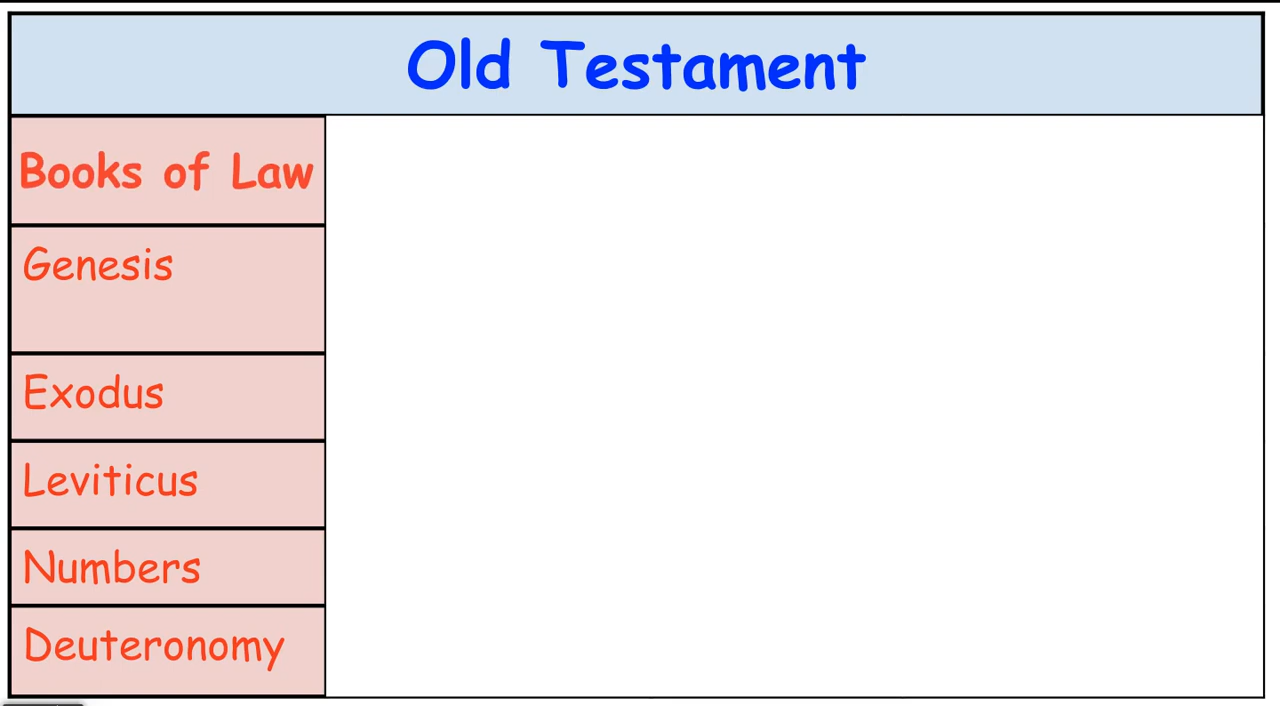 Old Testament
Books of Law
Genesis
Exodus
Leviticus
Numbers
Deuteronomy